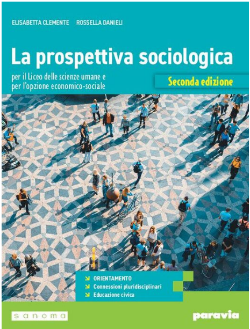 ELISABETTA CLEMENTE ROSSELLA DANIELI
La prospettiva sociologica
per il Liceo delle scienze umane e
per l'opzione economico-sociale
Seconda edizione
ORIENTAMENTO
Connessioni pluridisciplinari
Educazione civica
sanoma
paravia